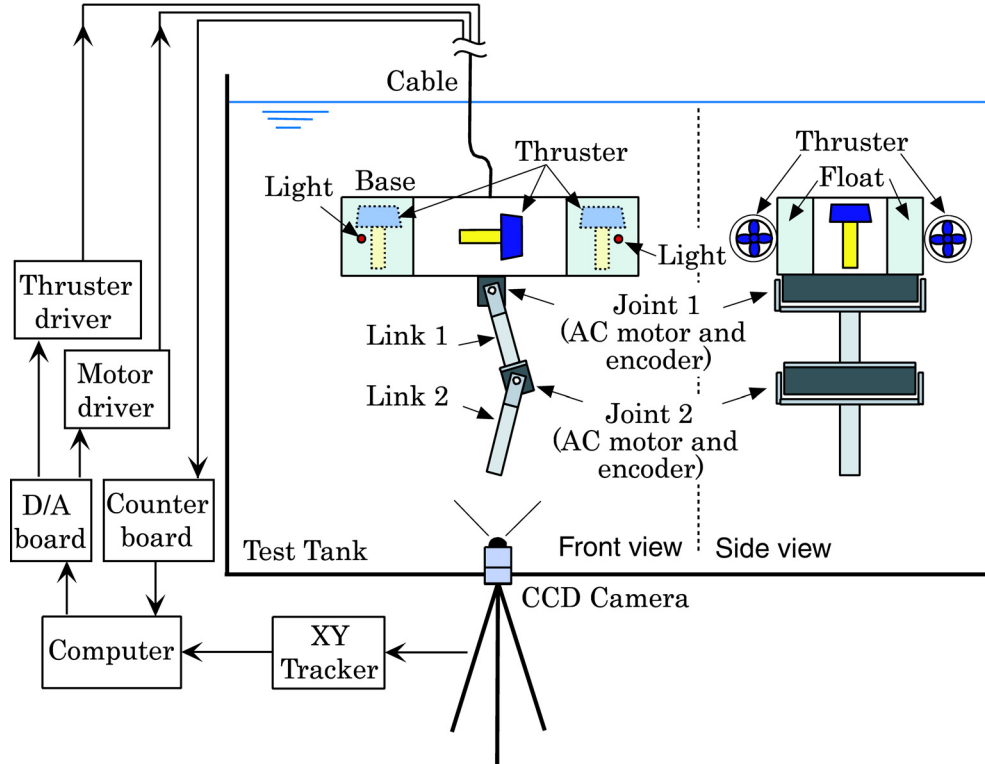 Cable
Thruster
Light
Base
Thruster
Float
Light
Thruster
driver
Joint 1
(AC motor and
encoder)
Link 1
Motor
driver
Link 2
Joint 2
(AC motor and
encoder)
D/A
board
Counter
board
Test Tank
Front view
Side view
CCD Camera
Computer
XY
Tracker